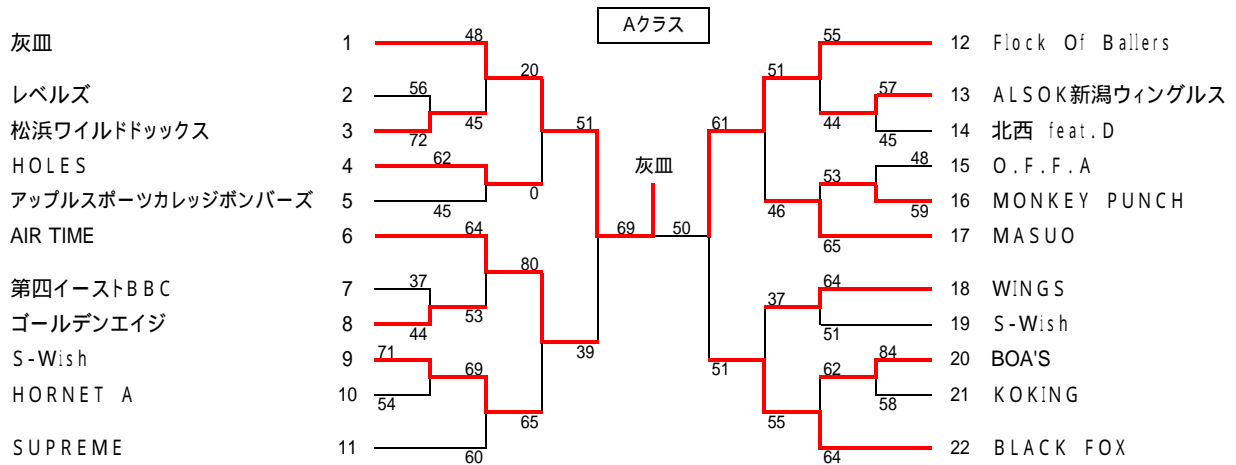 Aクラス
灰皿 1 48 55 12 Flock Of Ballers
20 51
レベルズ 2 56 57 13 ALSOK新潟ウィングルス
45 44
松浜ワイルドドックス 3 72 51 61 45 14 北西 feat.D
HOLES 4 62 灰皿 53 48 15 O.F.F.A
アップルスポーツカレッジボンバーズ 5 45 0 46 59 16 MONKEY PUNCH
AIR TIME 6 64 69 50 65 17 MASUO
80
第四イーストBBC 7 37 37 64 18 WINGS
53
ゴールデンエイジ 8 44 51 19 S-Wish
S-Wish 9 71 39 51 62 84 20 BOA'S
69
HORNET A 10 54 58 21 KOKING
65 55
SUPREME 11 60 64 22 BLACK FOX